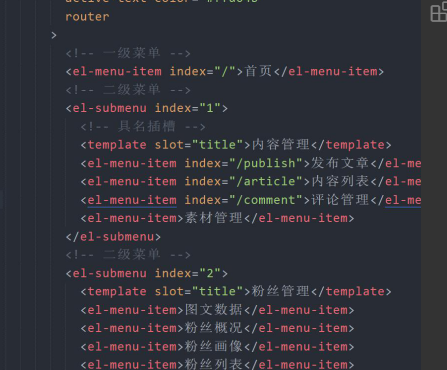 router
>
<!-- 一级菜单 -->
<el-menu-item index="/">首页</el-menu-item>
<!-- 二级菜单 -->
<el-submenu index="1">
<!-- 具名插槽 -->
<template slot="title">内容管理</template>
<el-menu-item index="/publish">发布文章</el-me
<el-menu-item index="/article">内容列表</el-me
<el-menu-item index="/comment">评论管理</el-me
<el-menu-item>素材管理</el-menu-item>
</el-submenu>
<!-- 二级菜单 -->
<el-submenu index="2">
<template slot="title">粉丝管理</template>
<el-menu-item>图文数据</el-menu-item>
<el-menu-item>粉丝概况</el-menu-item>
<el-menu-item>粉丝画像</el-menu-item>
<el-menu-item>粉丝列表</el-menu-item>